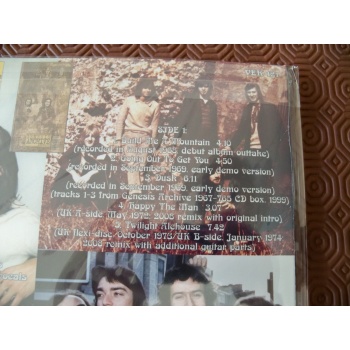 SIDE 1:
The Mountain 4:10
(recorded in August 1969, debut album outtake)
Out To Get You 4:50
(recorded in September 1969, early demo version)
3. Dusk 6.11
(recorded in September 1969, early demo version)
(tracks 1-3 from Genesis Archive 1967-75 CD box, 1999)
4. Happy The Man 3.07
(UK A-side May 1972; 2008 remix with original intro)
Twilight Alehouse 7.42
(UK flexi-disc October 1973/UK B-side January 1974
2008 remix with additional guitar parts)